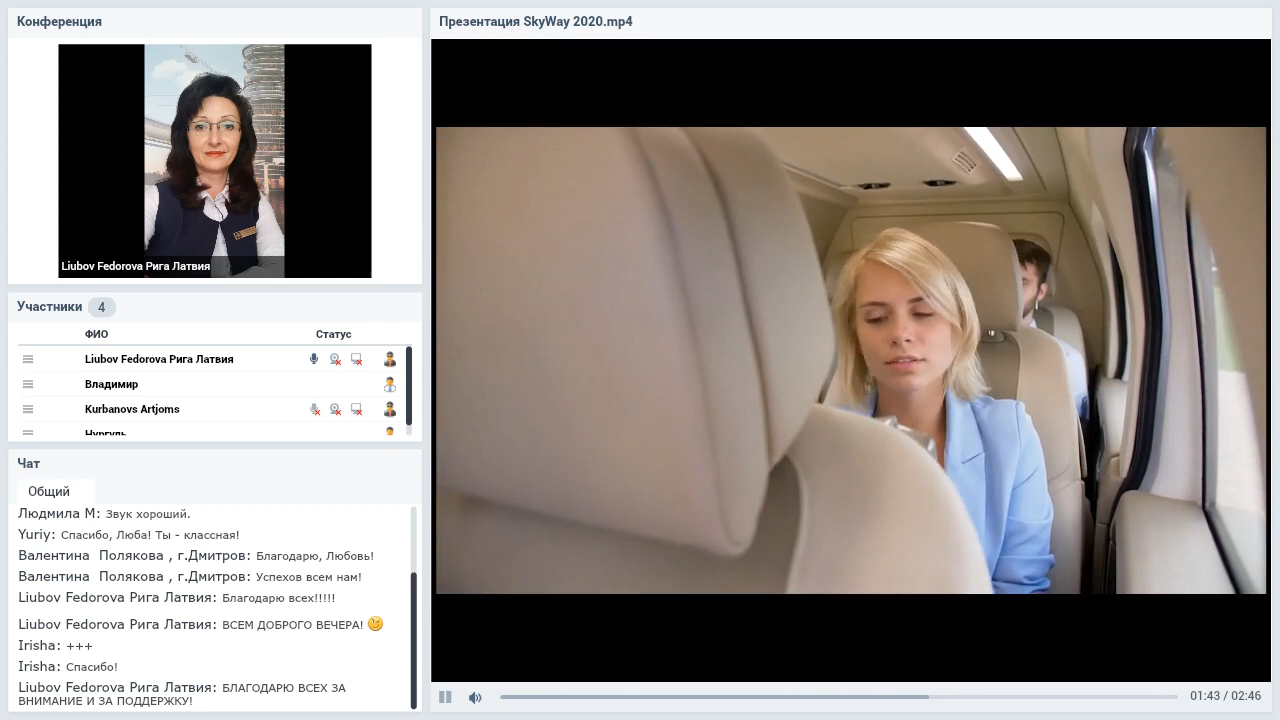 Конференция
Liubov Fedorova Рига Латвия
Участники 4
ФИО Статус
Liubov Fedorova Рига Латвия
Владимир
Kurbanovs Artjoms
Нургуль
Чат
Общий
Людмила М: Звук хороший.
Yuriy: Спасибо, Люба! Ты - классная!
Валентина  Полякова , г.Дмитров: Благодарю, Любовь!
Валентина  Полякова , г.Дмитров: Успехов всем нам!
Liubov Fedorova Рига Латвия: Благодарю всех!!!!!
Liubov Fedorova Рига Латвия: ВСЕМ ДОБРОГО ВЕЧЕРА!
Irisha: +++
Irisha: Спасибо!
Liubov Fedorova Рига Латвия: БЛАГОДАРЮ ВСЕХ ЗА
ВНИМАНИЕ И ЗА ПОДДЕРЖКУ!
Презентация SkyWay 2020.mp4
01:43 / 02:46